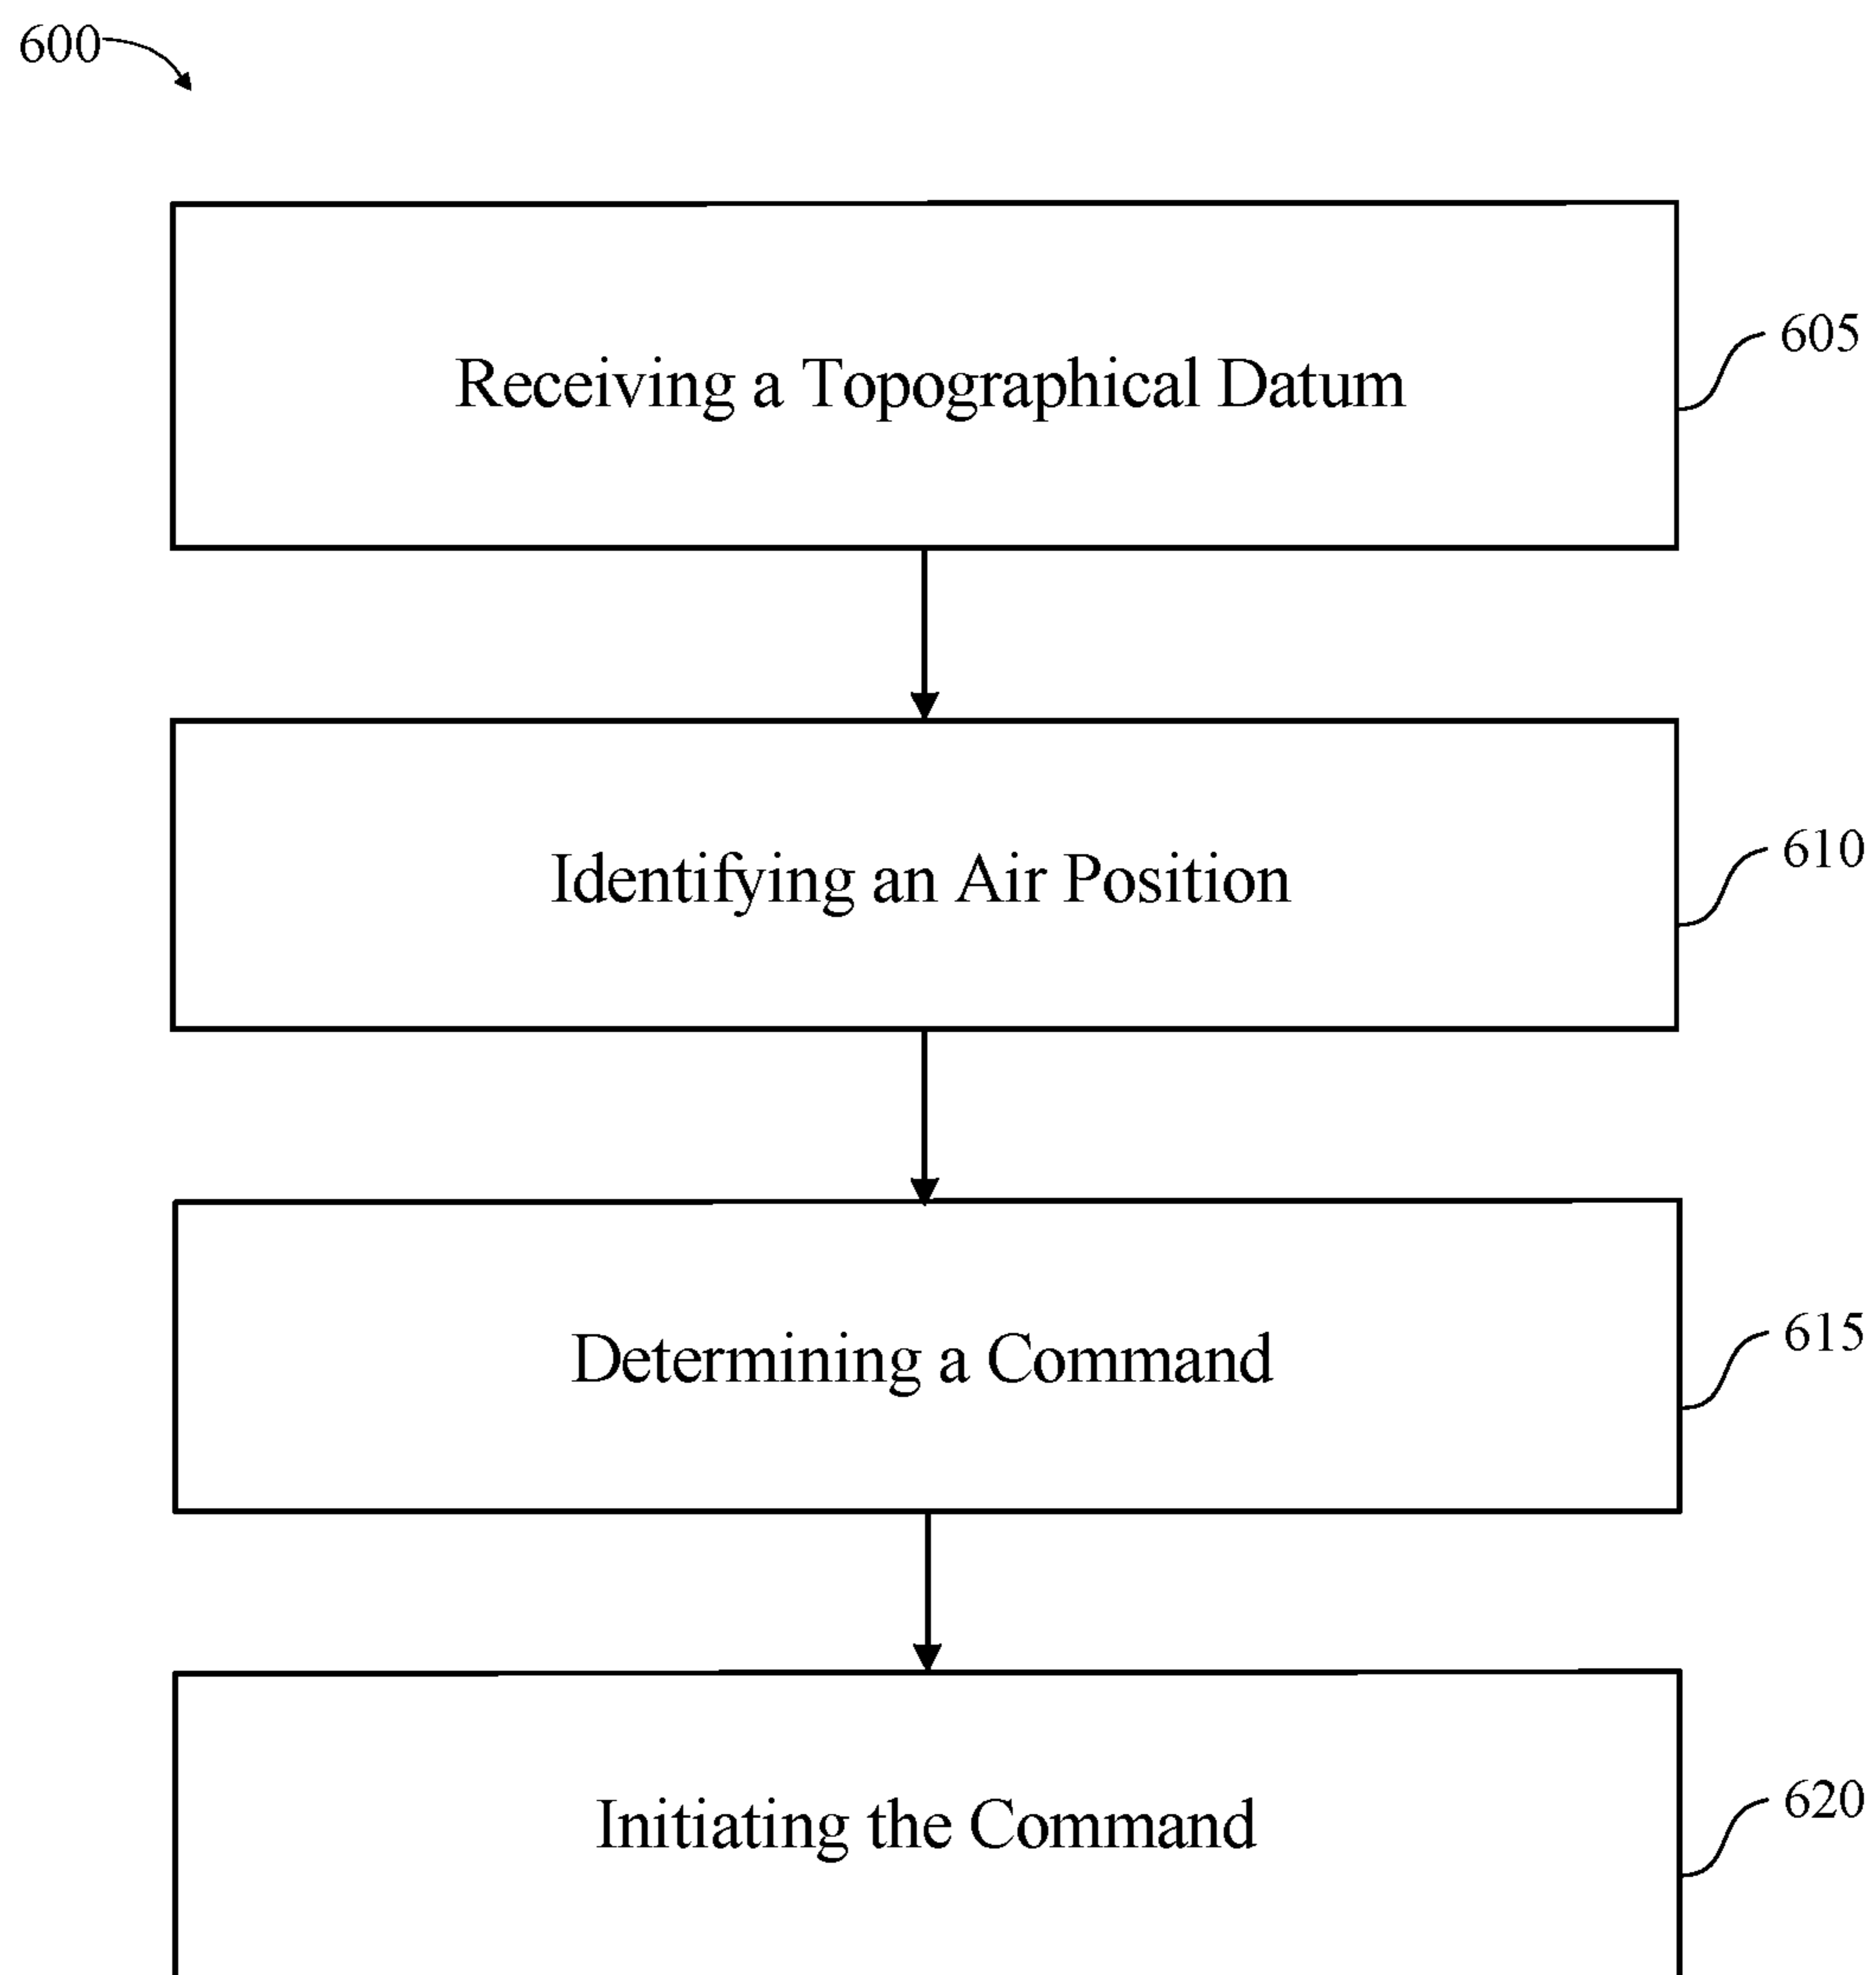 600
Receiving a Topographical Datum
605
Identifying an Air Position
610
Determining a Command
615
Initiating the Command
620